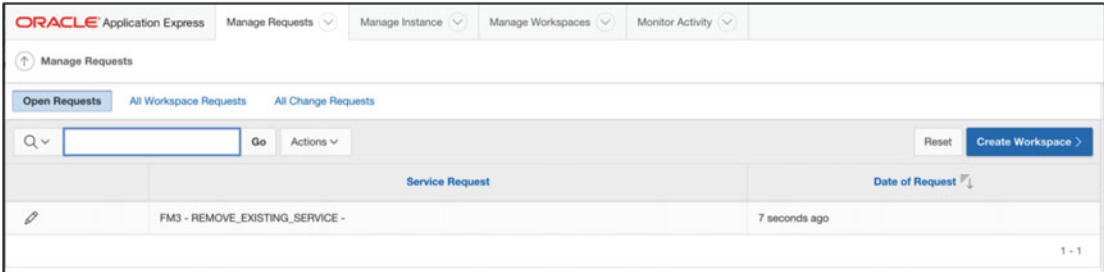 ORACLE Application Express Manage Requests Manage Instance Manage Workspaces Monitor Activity
Manage Requests
Open Requests All Workspace Requests All Change Requests
Go Actions Reset Create Workspace
Service Request Date of Request
FM3 - REMOVE_EXISTING_SERVICE - 7 seconds ago
1 - 1